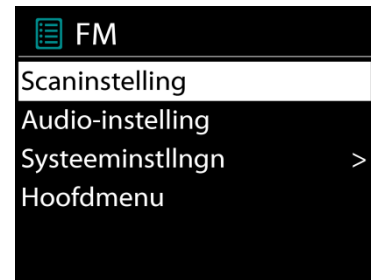 FM
Scaninstelling
Audio-instelling
Systeeminstllngn >
Hoofdmenu